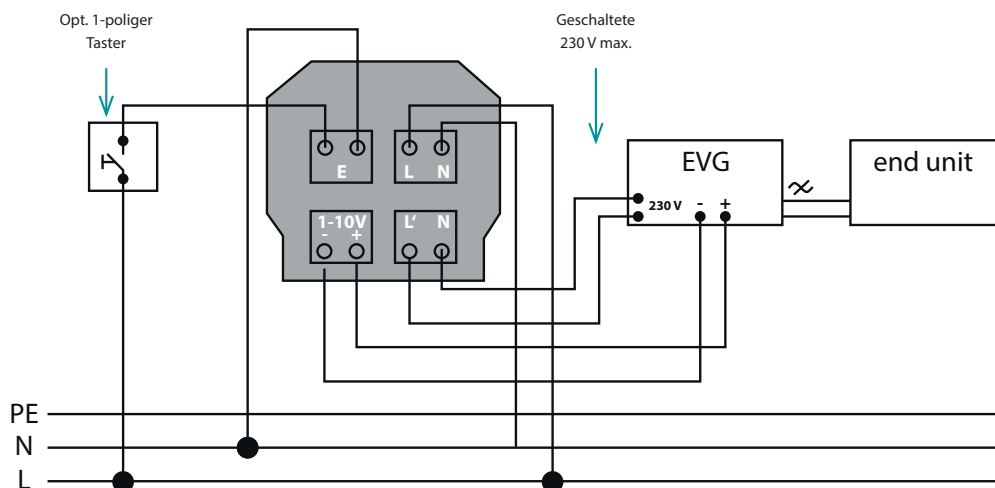 Opt. 1-poliger
Taster
Geschaltete
230 V max.
E
L N
1-10V
- +
L' N
EVG
230 V - +
end unit
PE
N
L